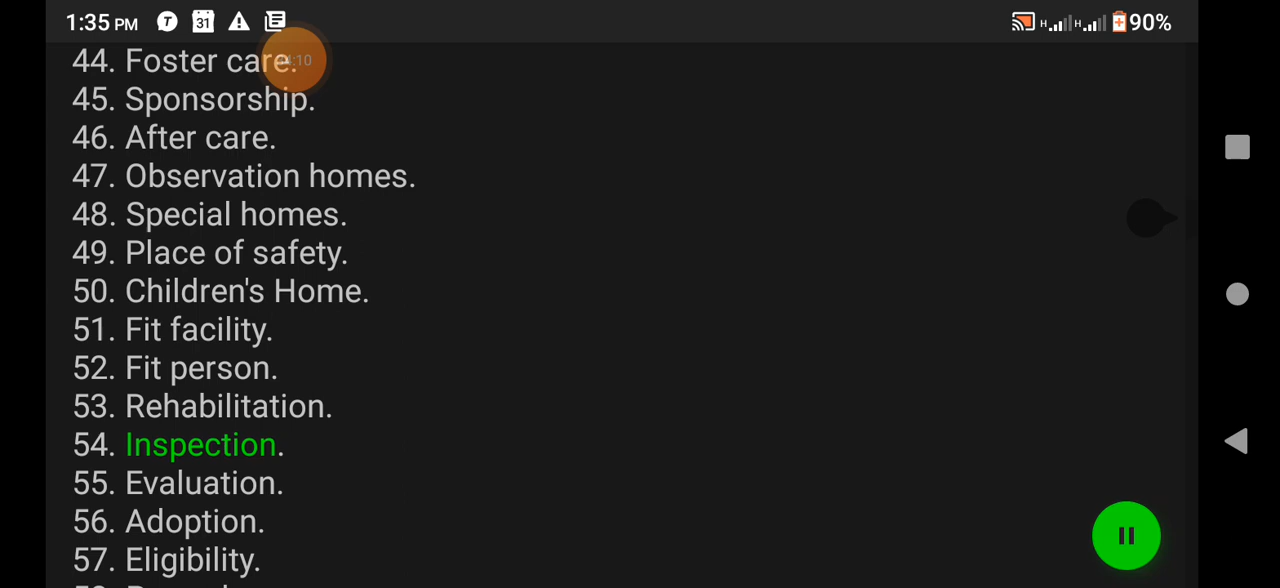 1:35 PM T 31 H H 90%
44. Foster care.
:10
45. Sponsorship.
46. After care.
47. Observation homes.
48. Special homes.
49. Place of safety.
50. Children's Home.
51. Fit facility.
52. Fit person.
53. Rehabilitation.
54. Inspection.
55. Evaluation.
56. Adoption.
57. Eligibility.